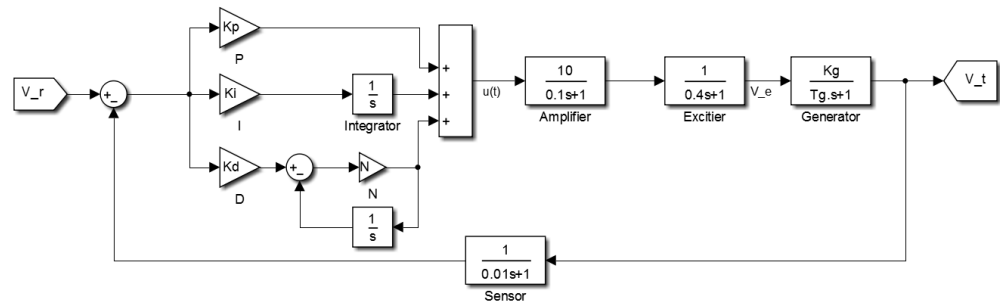 V_r
+
-
Kp
P
Ki
I
1
s
Integrator
Kd
D
+
-
N
N
1
s
+
+
+
u(t)
10
0.1s+1
Amplifier
1
0.4s+1
Excitier
V_e
Kg
Tg.s+1
Generator
V_t
1
0.01s+1
Sensor